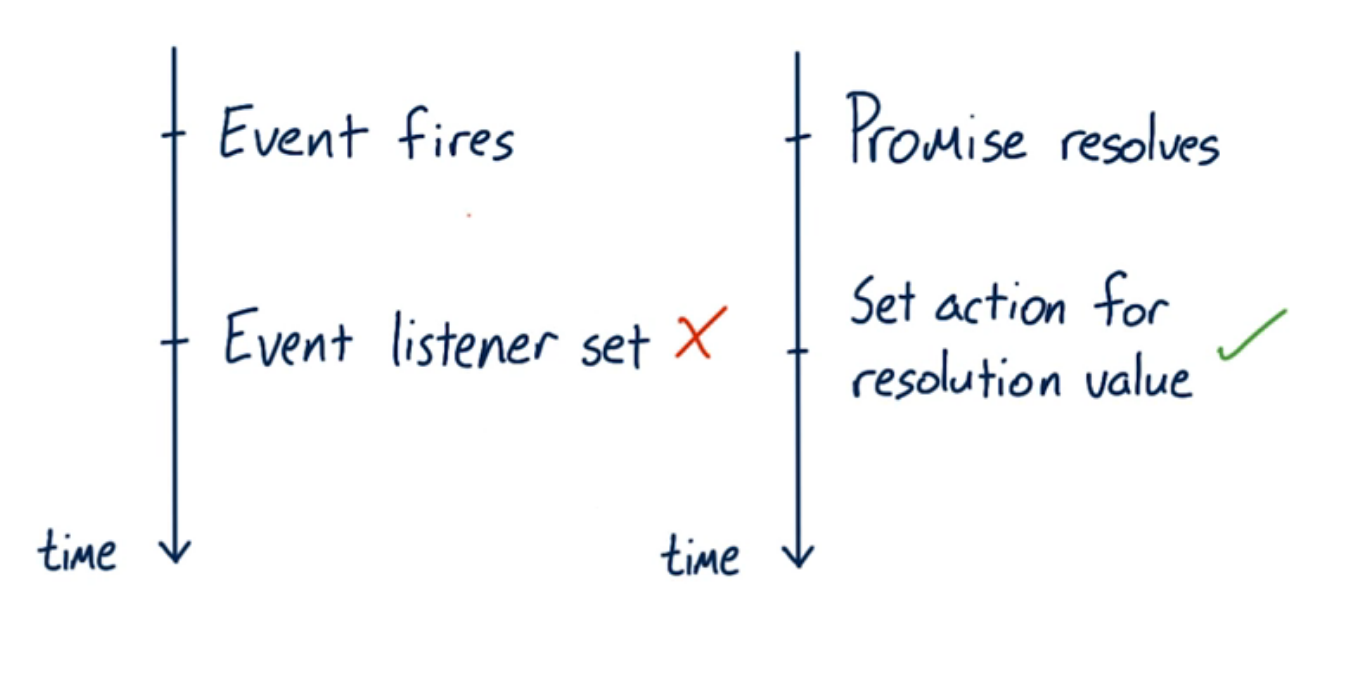 Event fires
Event listener set
time
Promise resolves
Set action for
resolution value
time